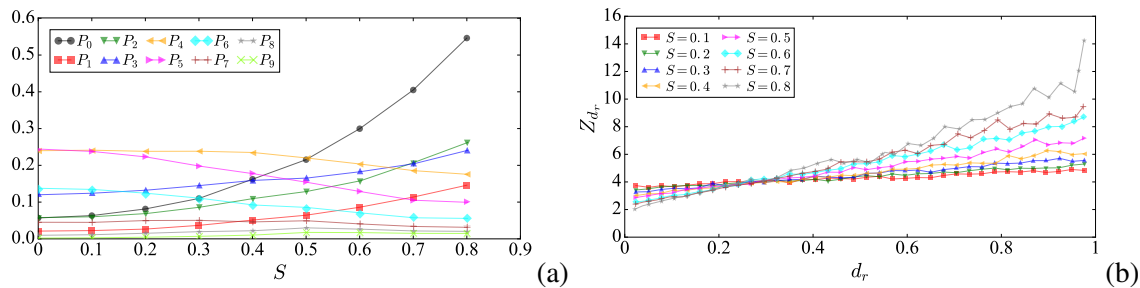 0.6
0.5
0.4
0.3
0.2
0.1
0.0
P₀ P₂ P₄ P₆ P₈
P₁ P₃ P₅ P₇ P₉
0 0.1 0.2 0.3 0.4 0.5 0.6 0.7 0.8 0.9
S
(a)
16
14
12
10
8
6
4
2
0
Z_{d_r}
S = 0.1 S = 0.5
S = 0.2 S = 0.6
S = 0.3 S = 0.7
S = 0.4 S = 0.8
0 0.2 0.4 0.6 0.8 1
d_r
(b)